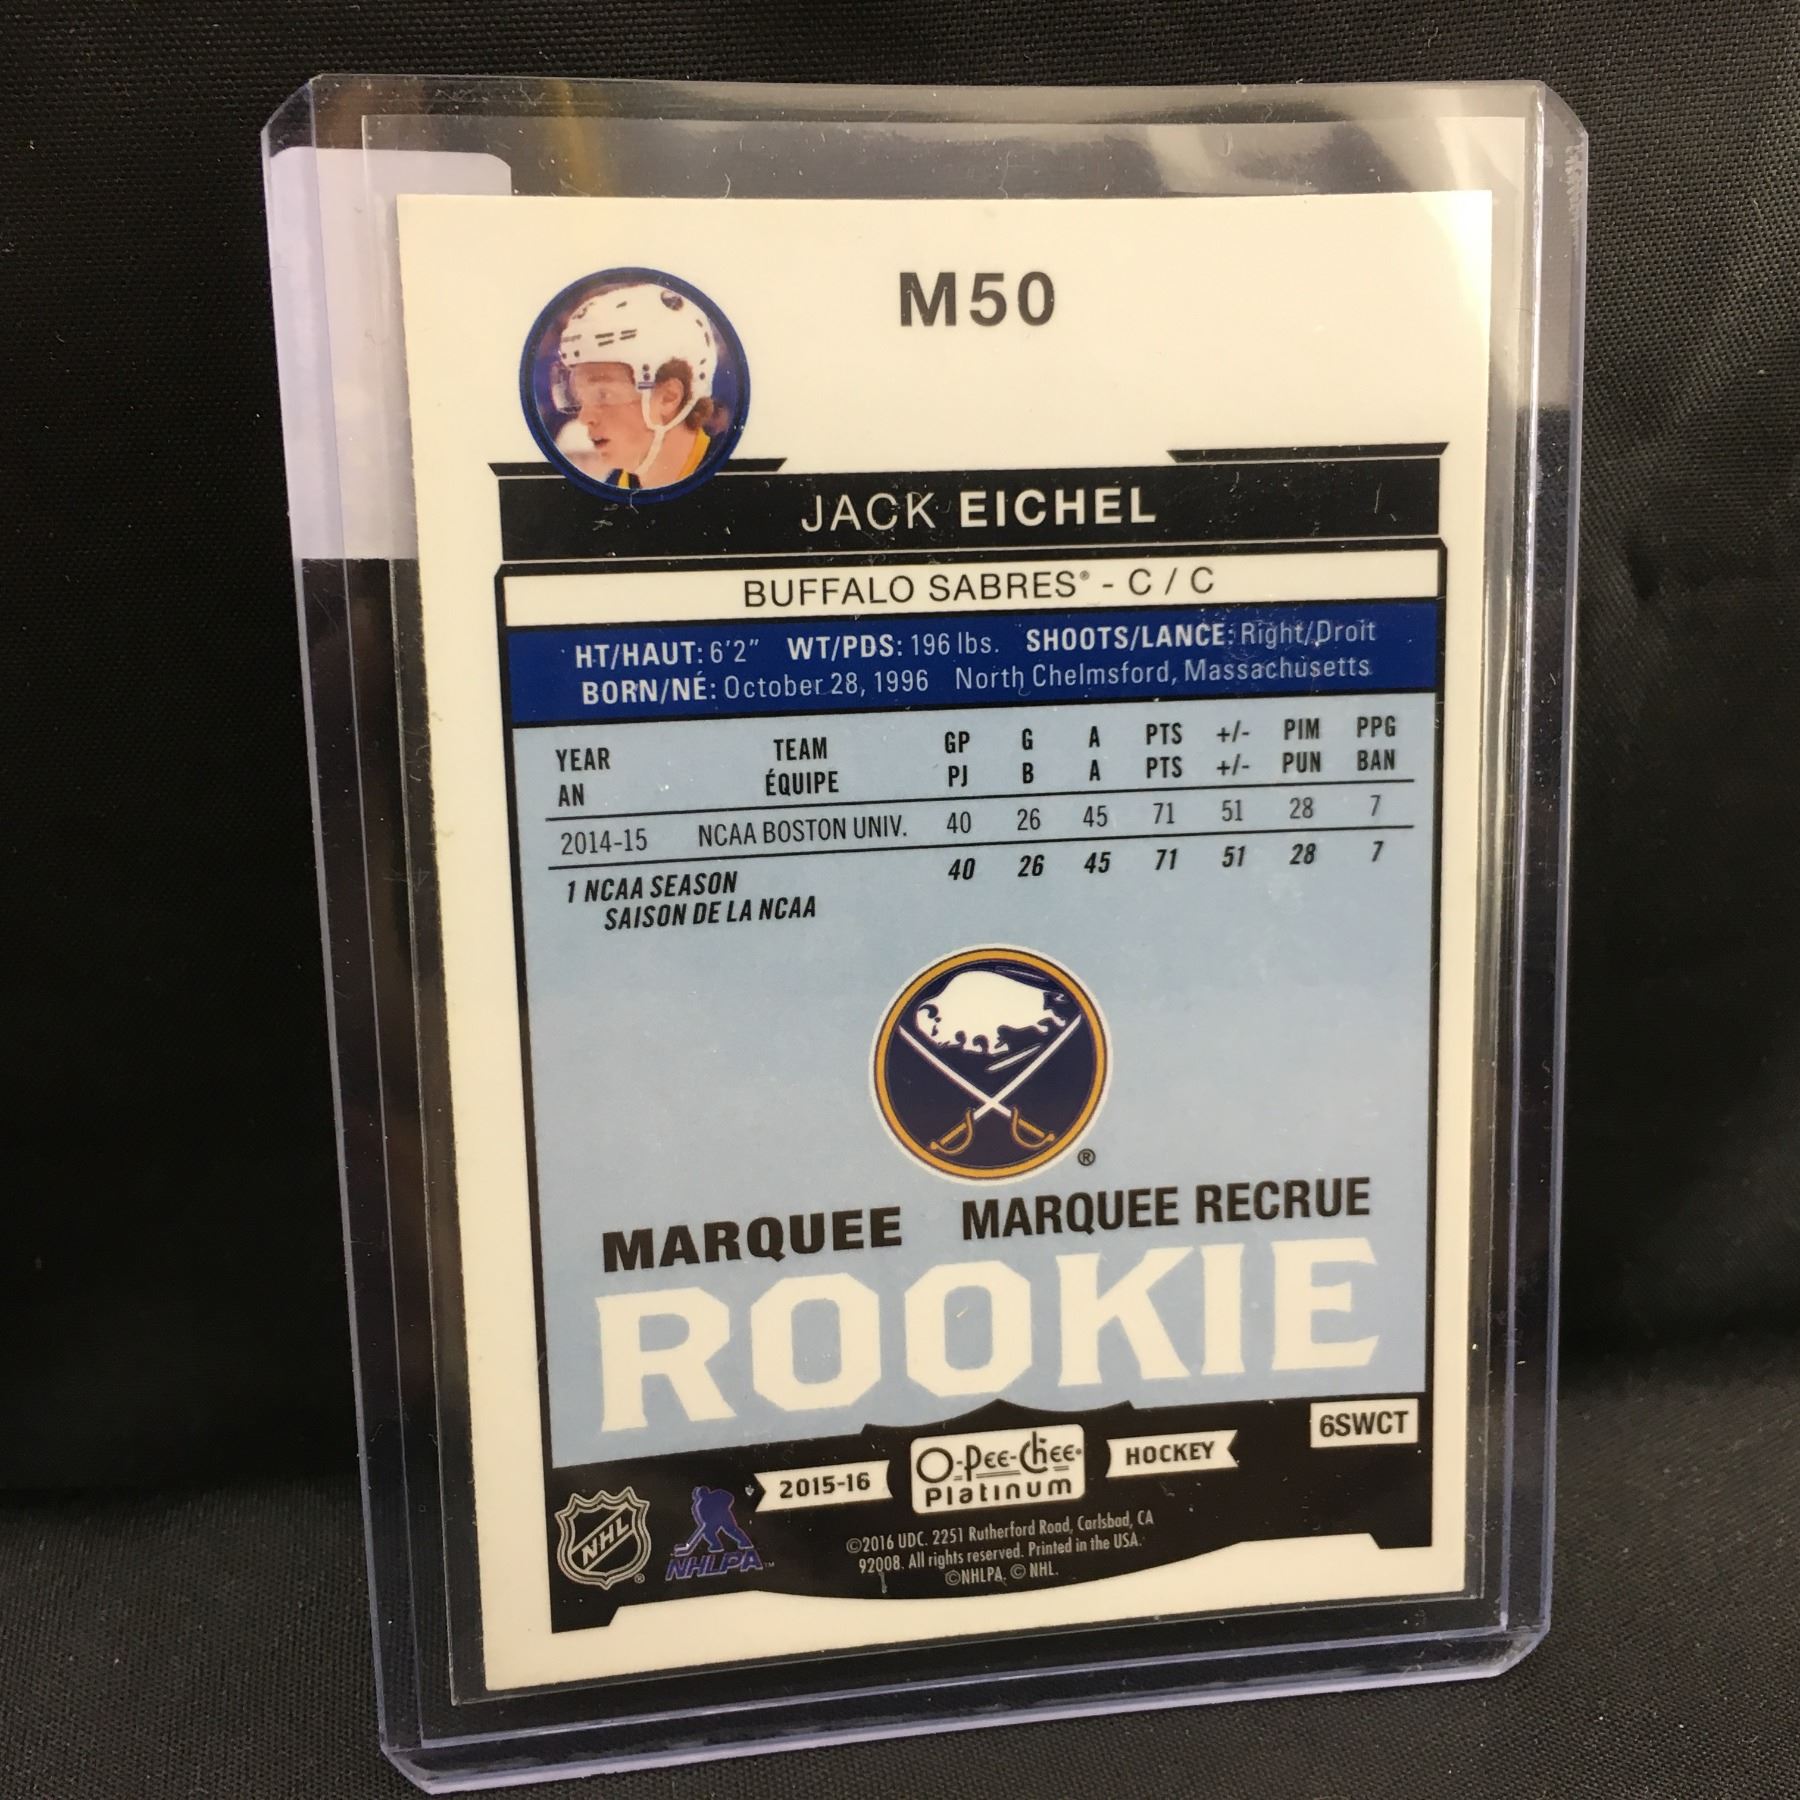 M50
JACK EICHEL
BUFFALO SABRES® - C / C
HT/HAUT: 6'2" WT/PDS: 196 lbs. SHOOTS/LANCE: Right/Droit
BORN/NÉ: October 28, 1996 North Chelmsford, Massachusetts
YEAR TEAM GP G A PTS +/- PIM PPG
AN ÉQUIPE PJ B A PTS +/- PUN BAN
2014-15 NCAA BOSTON UNIV. 40 26 45 71 51 28 7
1 NCAA SEASON 40 26 45 71 51 28 7
SAISON DE LA NCAA
®
MARQUEE MARQUEE RECRUE
ROOKIE
6SWCT
2015-16 O-Pee-Chee® HOCKEY
Platinum
NHL ®
NHLPA™
©2016 UDC. 2251 Rutherford Road, Carlsbad, CA
92008. All rights reserved. Printed in the USA.
©NHLPA. © NHL.